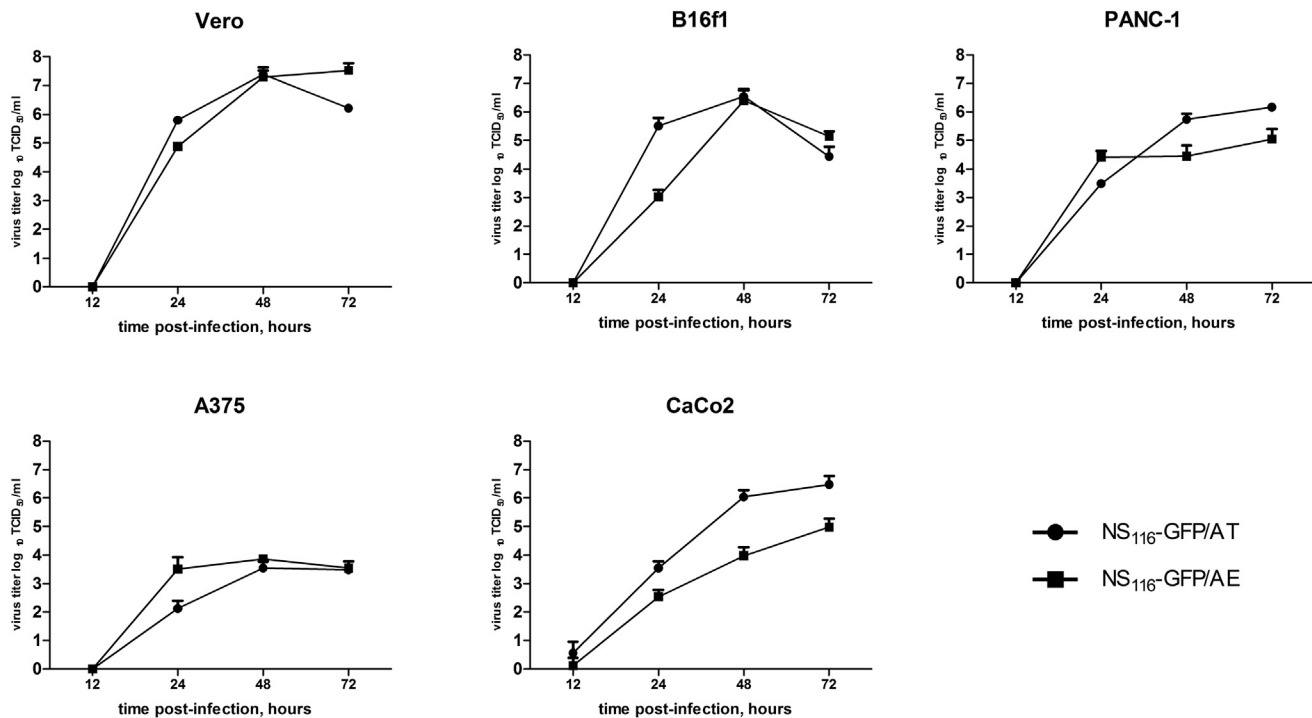 Vero
virus titer log ₁₀ TCID₅₀/ml
8
7
6
5
4
3
2
1
0
12 24 48 72
time post-infection, hours
B16f1
virus titer log ₁₀ TCID₅₀/ml
8
7
6
5
4
3
2
1
0
12 24 48 72
time post-infection, hours
PANC-1
virus titer log ₁₀ TCID₅₀/ml
8
7
6
5
4
3
2
1
0
12 24 48 72
time post-infection, hours
A375
virus titer log ₁₀ TCID₅₀/ml
8
7
6
5
4
3
2
1
0
12 24 48 72
time post-infection, hours
CaCo2
virus titer log ₁₀ TCID₅₀/ml
8
7
6
5
4
3
2
1
0
12 24 48 72
time post-infection, hours
NS₁₁₆-GFP/AT
NS₁₁₆-GFP/AE